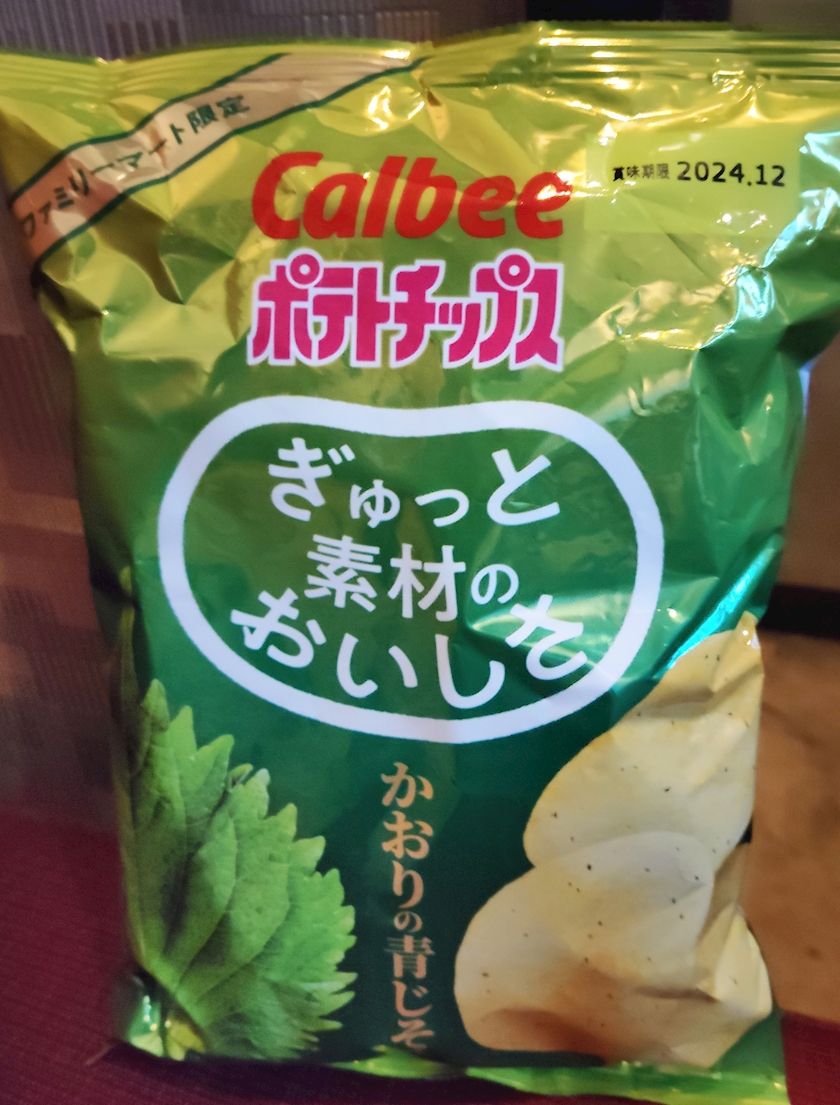 ファミリーマート限定
Calbee
賞味期限 2024.12
ポテトチップス
ぎゅっと
素材の
おいしさ
かおりの青じそ